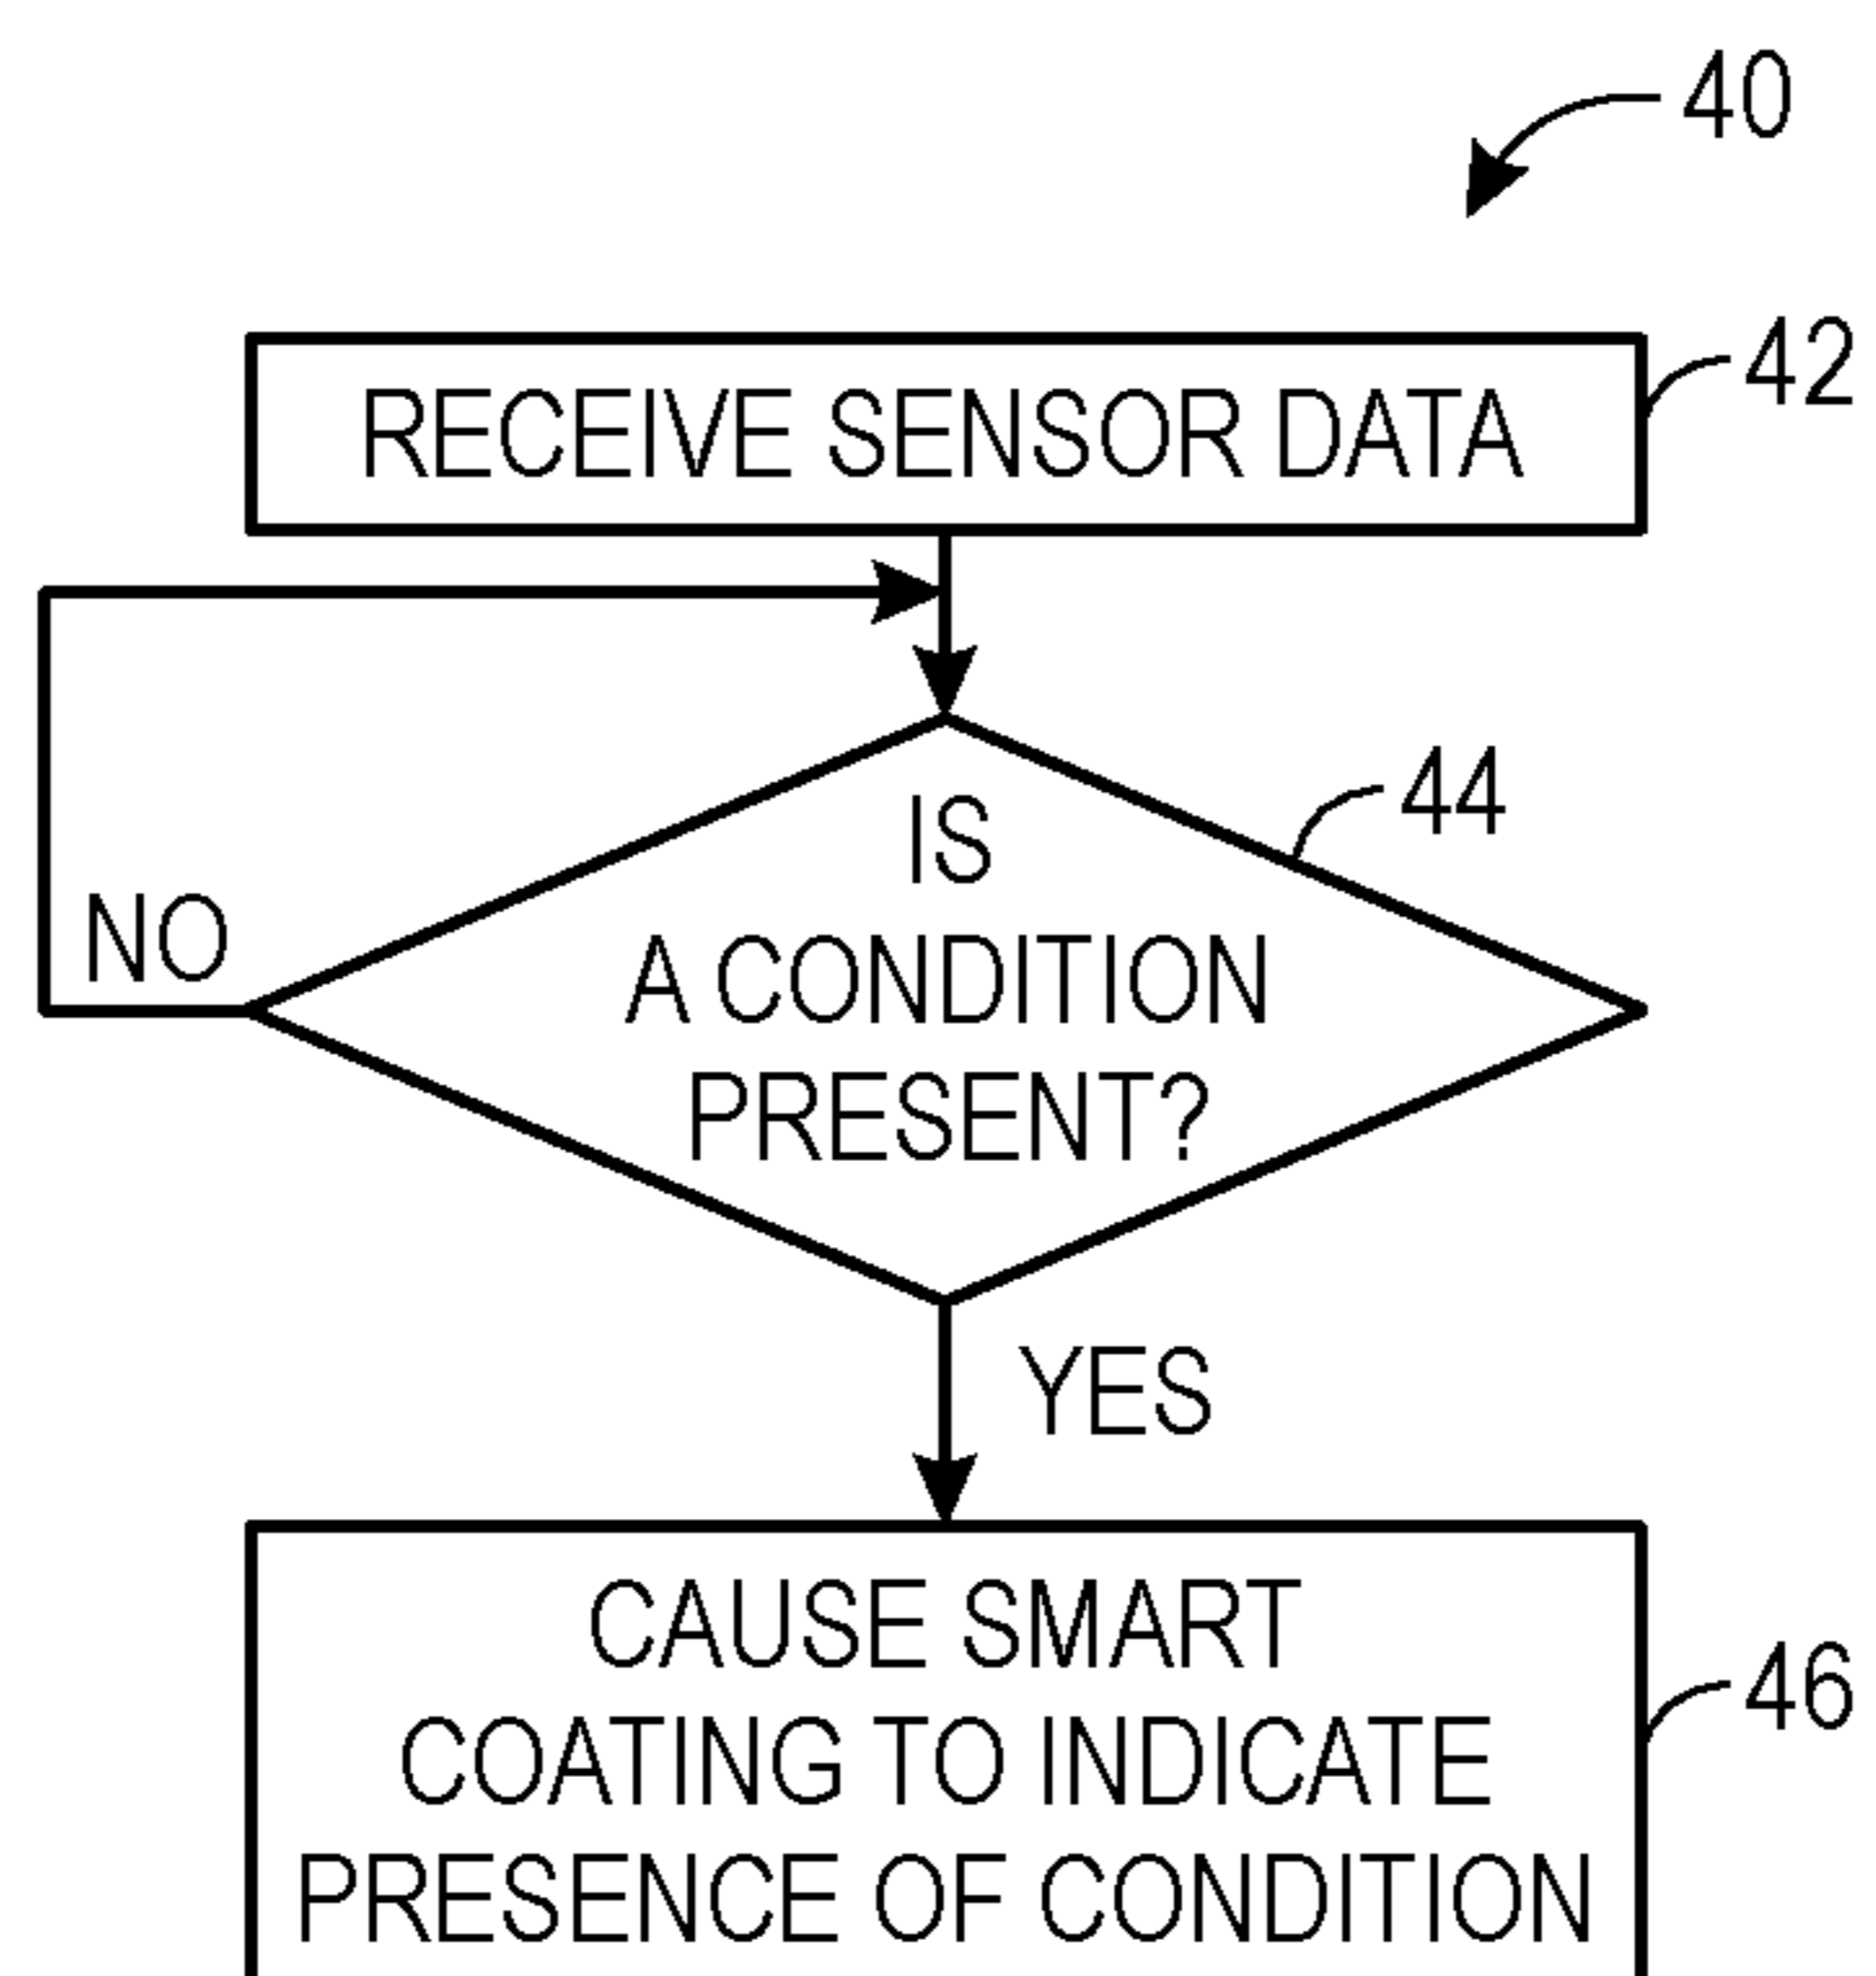 40
RECEIVE SENSOR DATA
42
IS
A CONDITION
PRESENT?
44
NO
YES
CAUSE SMART
COATING TO INDICATE
PRESENCE OF CONDITION
46